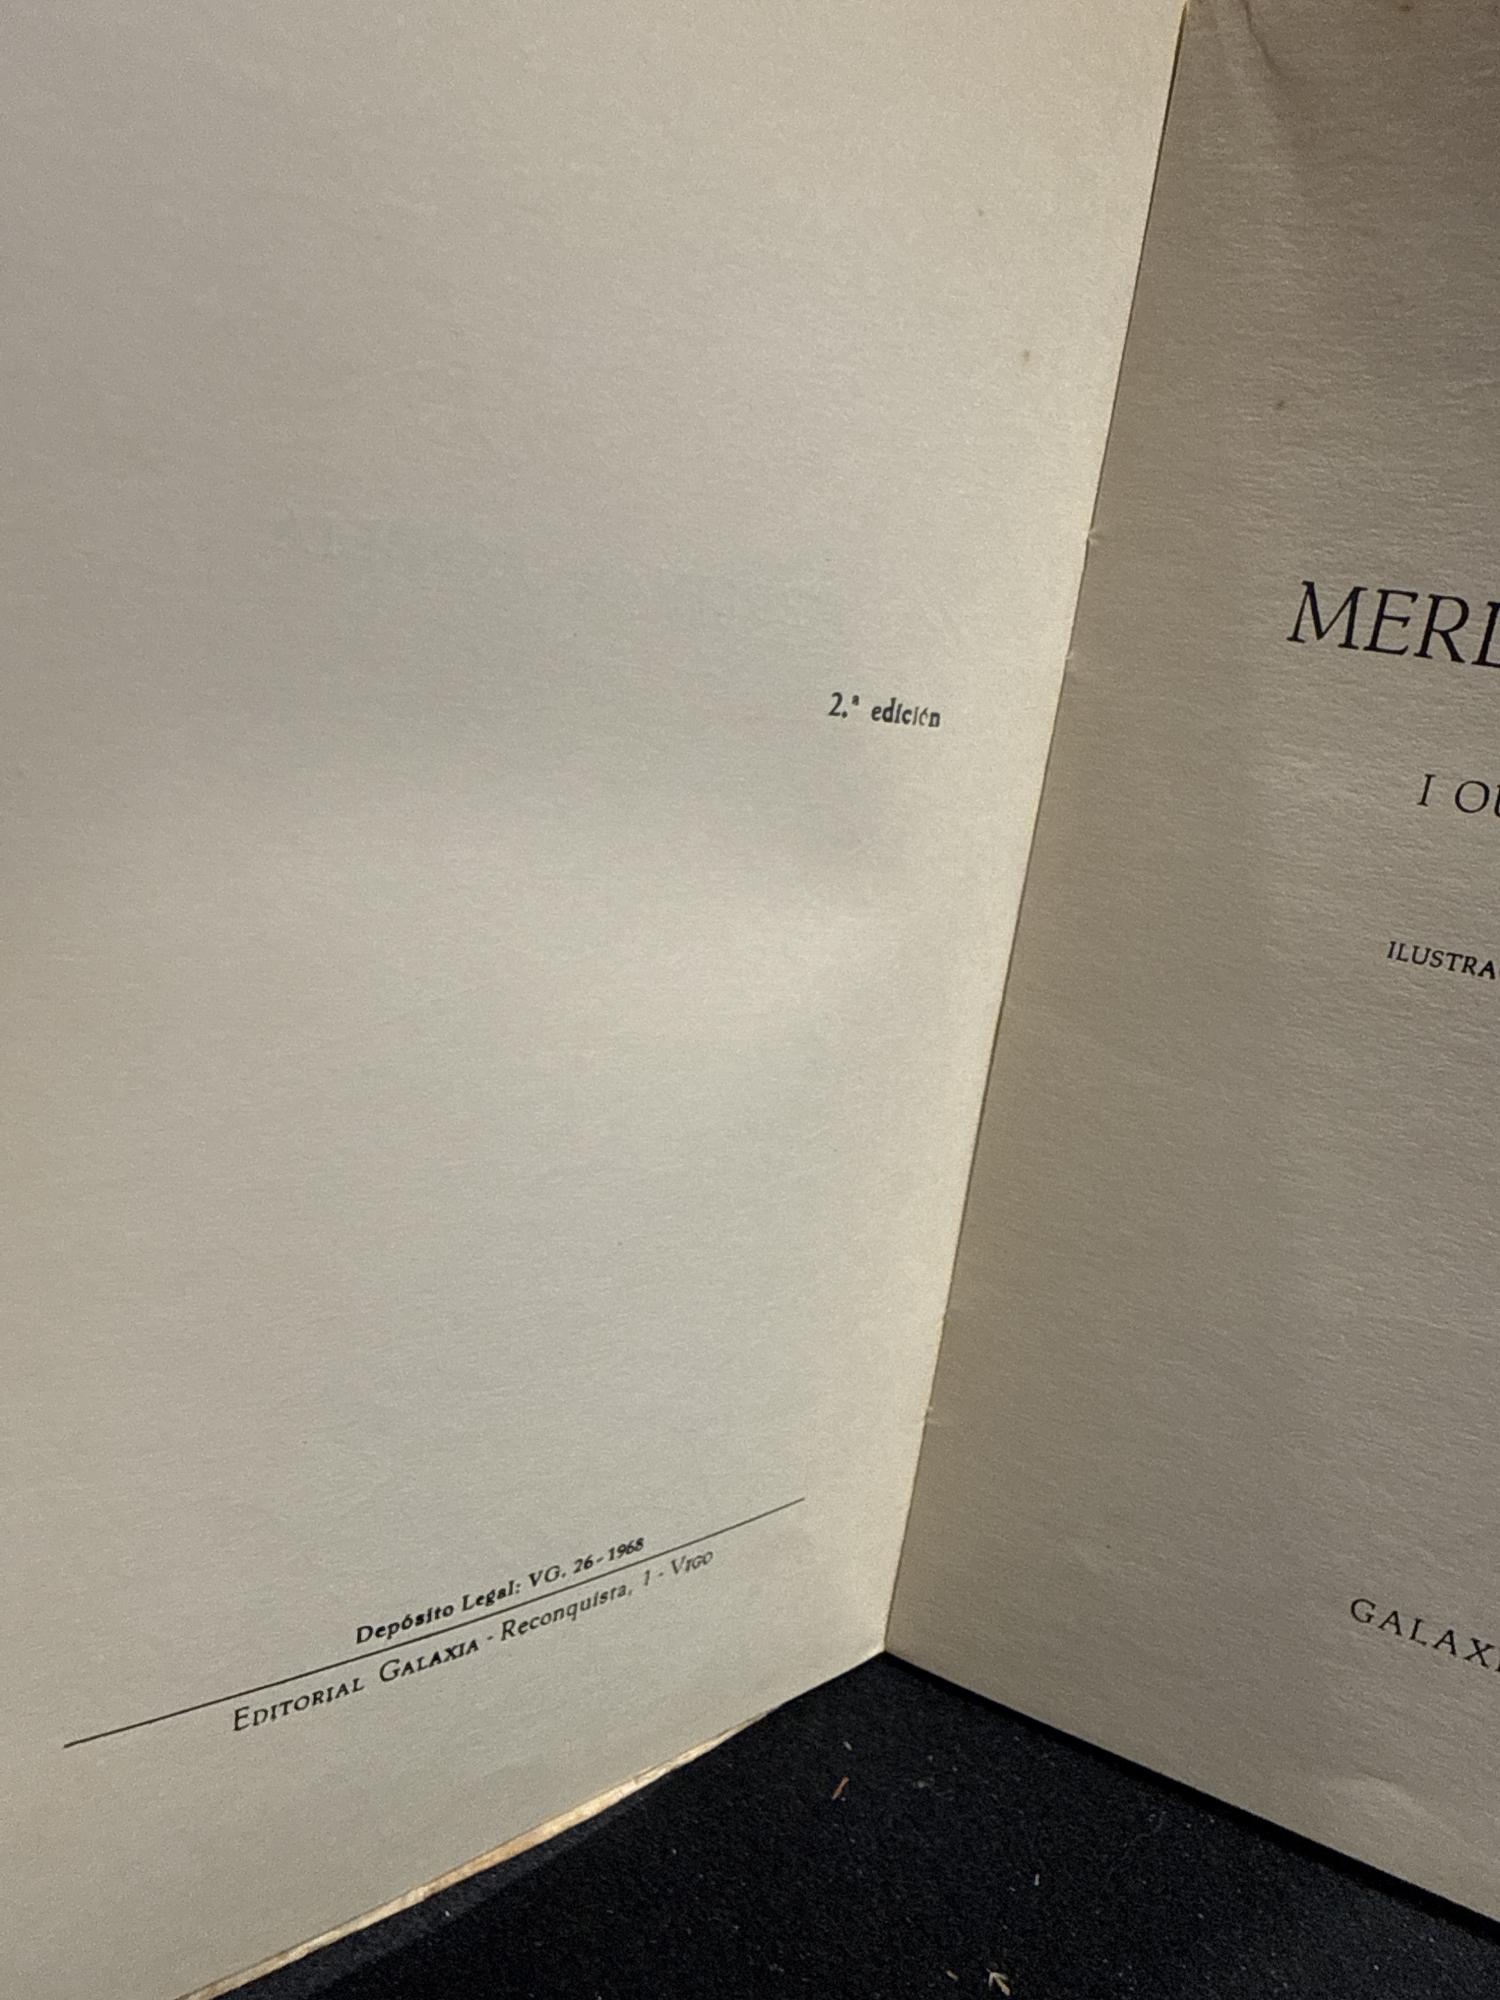 2.ª edición
Depósito Legal: VG. 26-1968
EDITORIAL GALAXIA - Reconquista, 1 - VIGO
MERL
I OU
ILUSTRA
GALAXI